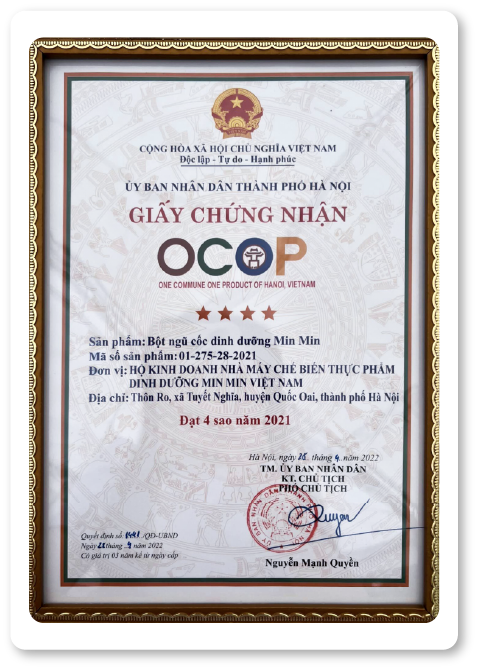 CỘNG HÒA XÃ HỘI CHỦ NGHĨA VIỆT NAM
Độc lập - Tự do - Hạnh phúc
ỦY BAN NHÂN DÂN THÀNH PHỐ HÀ NỘI
GIẤY CHỨNG NHẬN
OCOP
ONE COMMUNE ONE PRODUCT OF HANOI, VIETNAM
Sản phẩm: Bột ngũ cốc dinh dưỡng Min Min
Mã số sản phẩm: 01-275-28-2021
Đơn vị: HỘ KINH DOANH NHÀ MÁY CHẾ BIẾN THỰC PHẨM
DINH DƯỠNG MIN MIN VIỆT NAM
Địa chỉ: Thôn Ro, xã Tuyết Nghĩa, huyện Quốc Oai, thành phố Hà Nội
Đạt 4 sao năm 2021
Hà Nội, ngày tháng 4 năm 2022
TM. ỦY BAN NHÂN DÂN
KT. CHỦ TỊCH
PHÓ CHỦ TỊCH
Quyết định số /QĐ-UBND
Ngày tháng 4 năm 2022
Có giá trị 03 năm kể từ ngày cấp
Nguyễn Mạnh Quyền